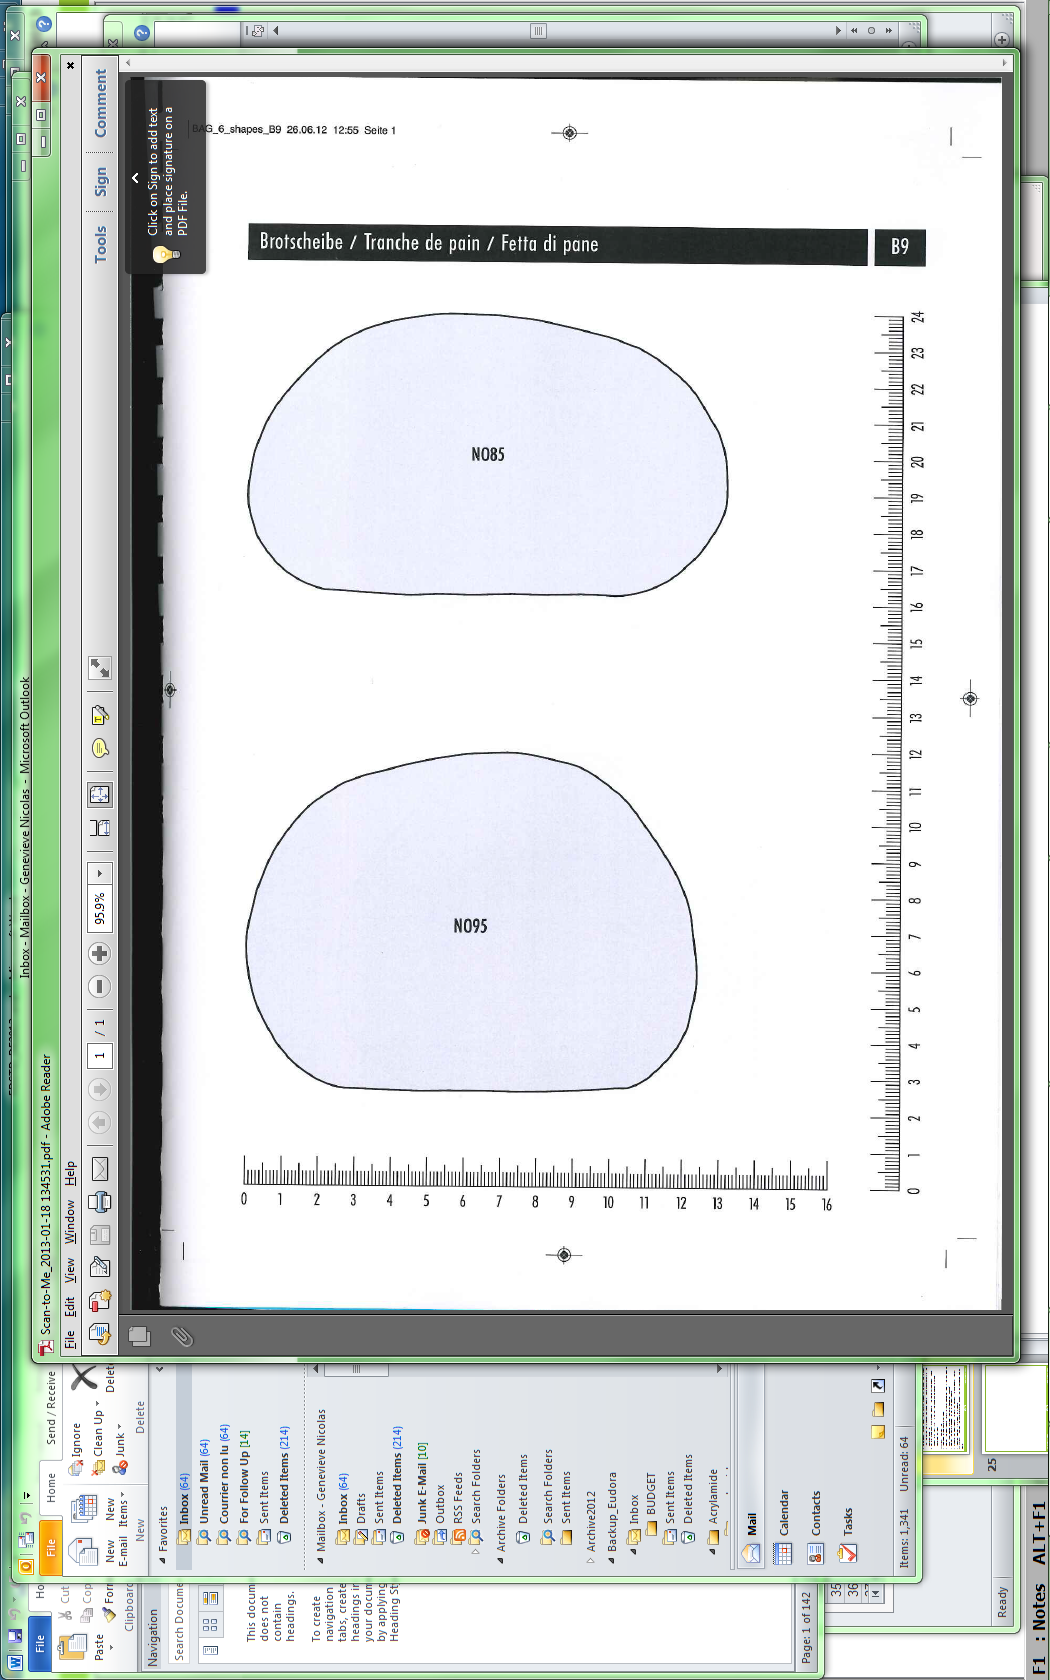 BAG_6_shapes_B9 26.06.12 12:55 Seite 1
Brotscheibe / Tranche de pain / Fetta di pane
B9
N085
N095
0 1 2 3 4 5 6 7 8 9 10 11 12 13 14 15 16
24
23
22
21
20
19
18
17
16
15
14
13
12
11
10
9
8
7
6
5
4
3
2
1
0
Inbox - Mailbox - Genevieve Nicolas - Microsoft Outlook
Scan-to-Me_2013-01-18 134531.pdf - Adobe Reader
File Edit View Window Help
1 / 1
95.9%
Tools Sign Comment
Click on Sign to add text
and place signature on a
PDF File.
File
Home
Send / Receive
New
E-mail
New
Items
New
Ignore
Clean Up
Junk
Delete
Delete
Favorites
Inbox (64)
Unread Mail (64)
Courrier non lu (64)
For Follow Up [14]
Sent Items
Deleted Items (214)
Mailbox - Genevieve Nicolas
Inbox (64)
Drafts
Sent Items
Deleted Items (214)
Junk E-Mail [10]
Outbox
RSS Feeds
Search Folders
Archive Folders
Deleted Items
Search Folders
Sent Items
Archive2012
Backup_Eudora
Inbox
BUDGET
Sent Items
Deleted Items
Acrylamide
Mail
Calendar
Contacts
Tasks
Items: 1,341 Unread: 64
File
Paste
Cut
Clipboard
Navigation
Search Docume
This docum
does not
contain
headings.
To create
navigation
tabs, create
headings in
your docum
by applying
Heading St
Page: 1 of 142
35
36
Ready
25
F1 : Notes ALT+F1